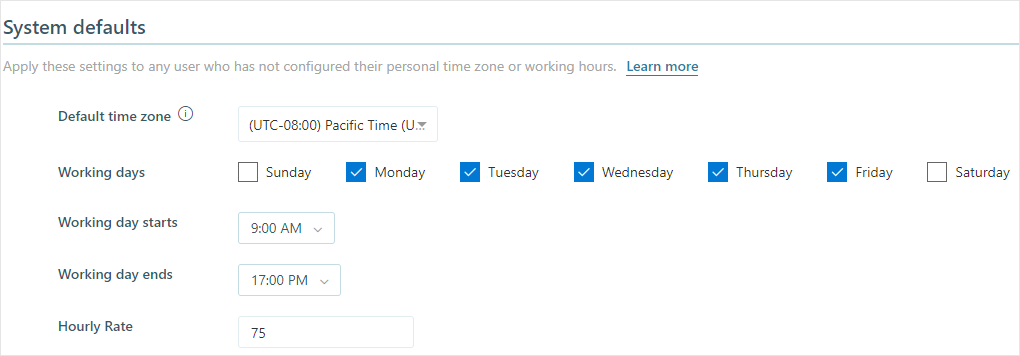 System defaults
Apply these settings to any user who has not configured their personal time zone or working hours. Learn more
Default time zone (UTC-08:00) Pacific Time (U...
Working days Sunday Monday Tuesday Wednesday Thursday Friday Saturday
Working day starts 9:00 AM
Working day ends 17:00 PM
Hourly Rate 75